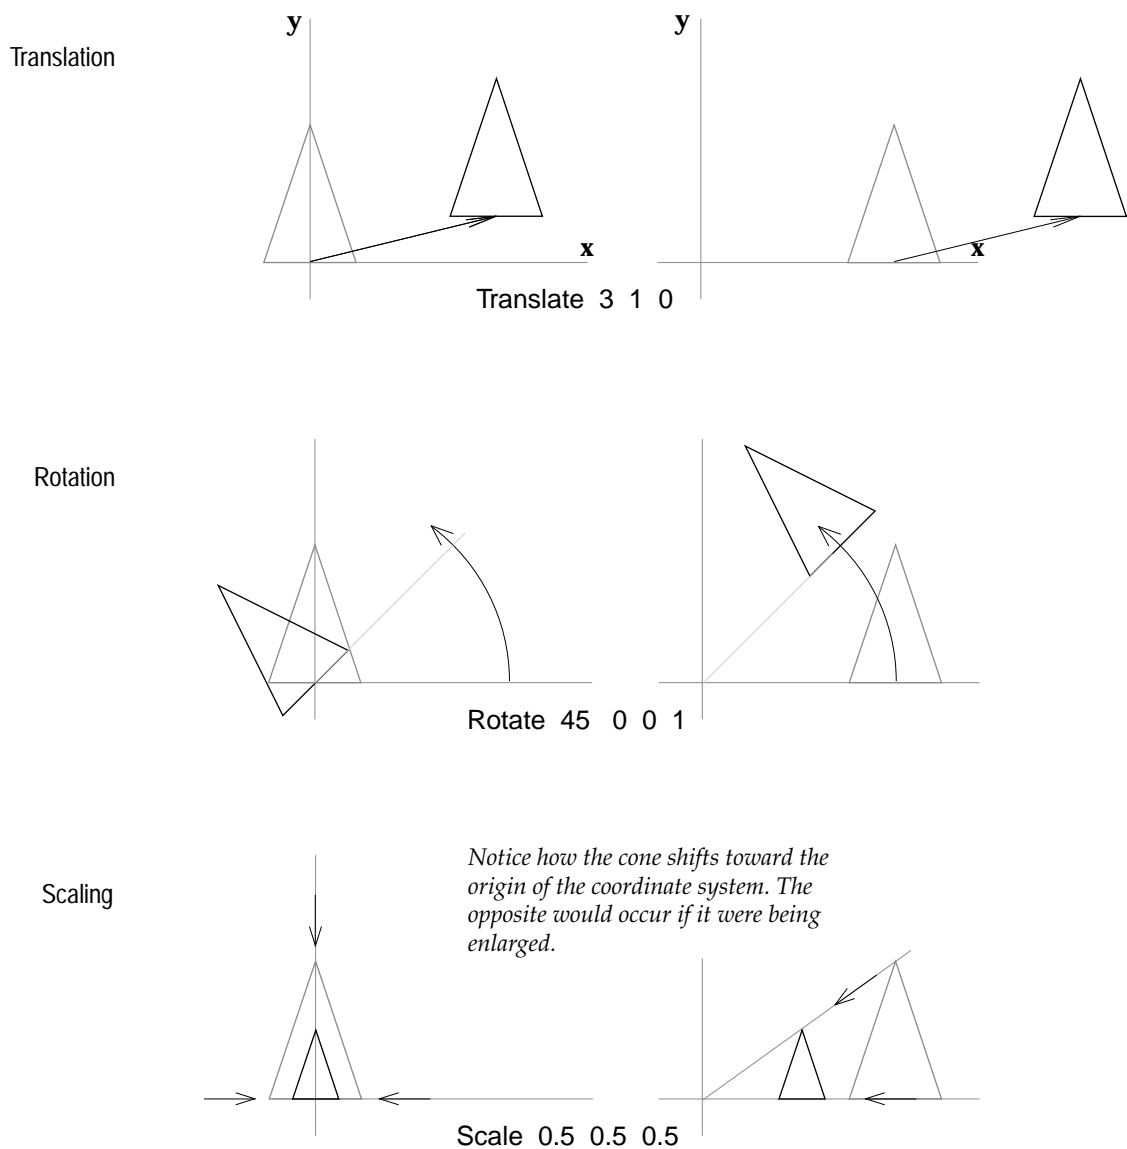 Translation
y
y
x
x
Translate 3 1 0
Rotation
Rotate 45 0 0 1
Scaling
Notice how the cone shifts toward the
origin of the coordinate system. The
opposite would occur if it were being
enlarged.
Scale 0.5 0.5 0.5